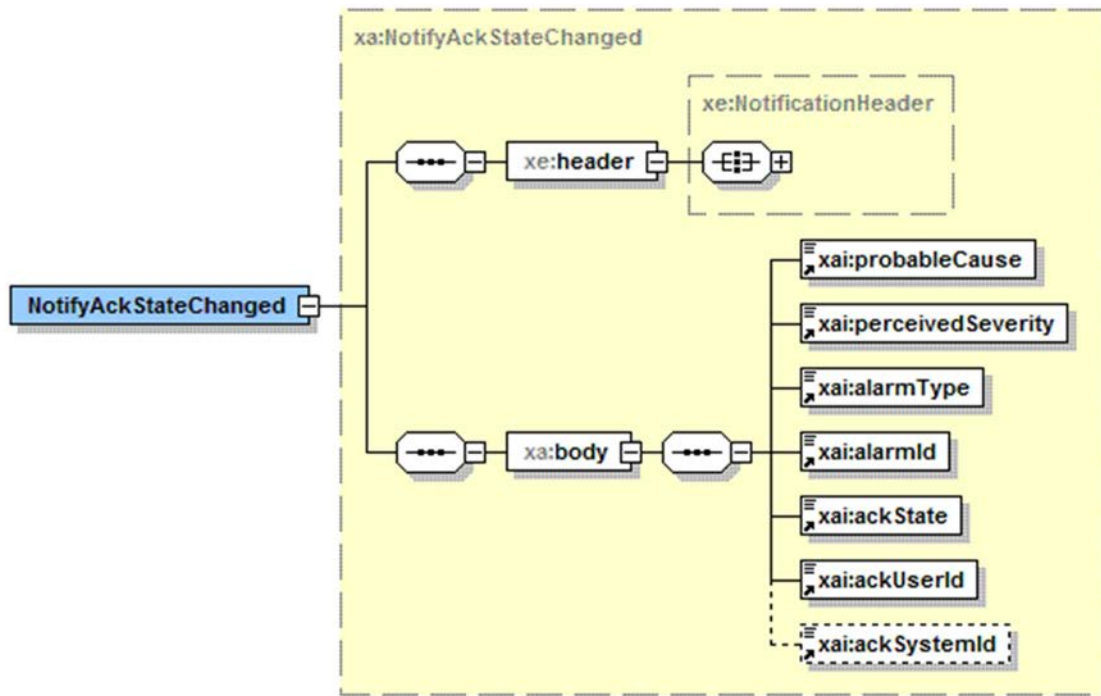 xa:NotifyAckStateChanged
xe:NotificationHeader
xe:header
xai:probableCause
NotifyAckStateChanged
xai:perceivedSeverity
xai:alarmType
xa:body
xai:alarmId
xai:ackState
xai:ackUserId
xai:ackSystemId